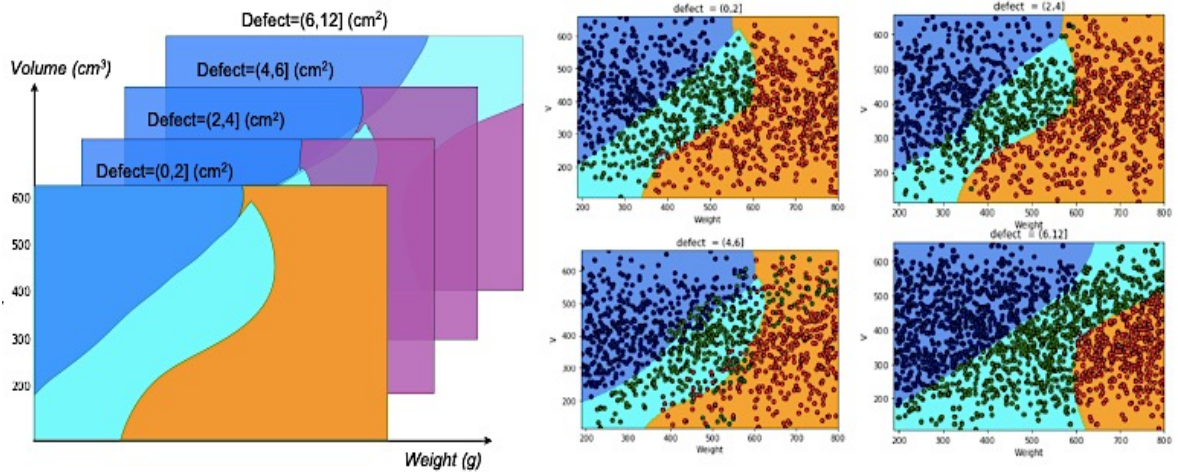 Defect=(6,12] (cm²)
Volume (cm³)
Defect=(4,6] (cm²)
Defect=(2,4] (cm²)
Defect=(0,2] (cm²)
600
500
400
300
200
Weight (g)
defect = (0,2]
600
500
400
300
200
V
200 300 400 500 600 700 800
Weight
defect = (2,4]
600
500
400
300
200
V
200 300 400 500 600 700 800
Weight
defect = (4,6]
600
500
400
300
200
V
200 300 400 500 600 700 800
Weight
defect = (6,12]
600
500
400
300
200
V
200 300 400 500 600 700 800
Weight